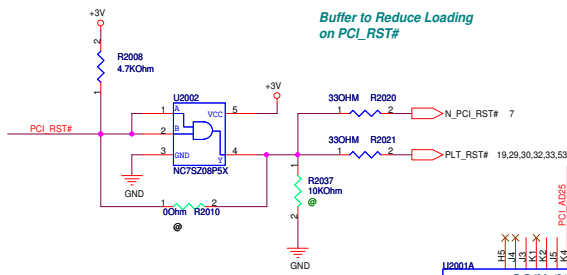 Buffer to Reduce Loading
on PCI_RST#
+3V
2
R2008
4.7KOhm
1
U2002
+3V
PCI_RST#
1
A
VCC
5
2
B
3
GND
Y
4
NC7SZ08P5X
GND
1
0Ohm
R2010
2
@
33OHM
R2020
1
2
N_PCI_RST#
7
33OHM
R2021
1
2
PLT_RST#
19,29,30,32,33,53
1
R2037
10KOhm
@
2
GND
PCI_AD25
H5
J4
J3
K1
K2
J5
K4
U2001A